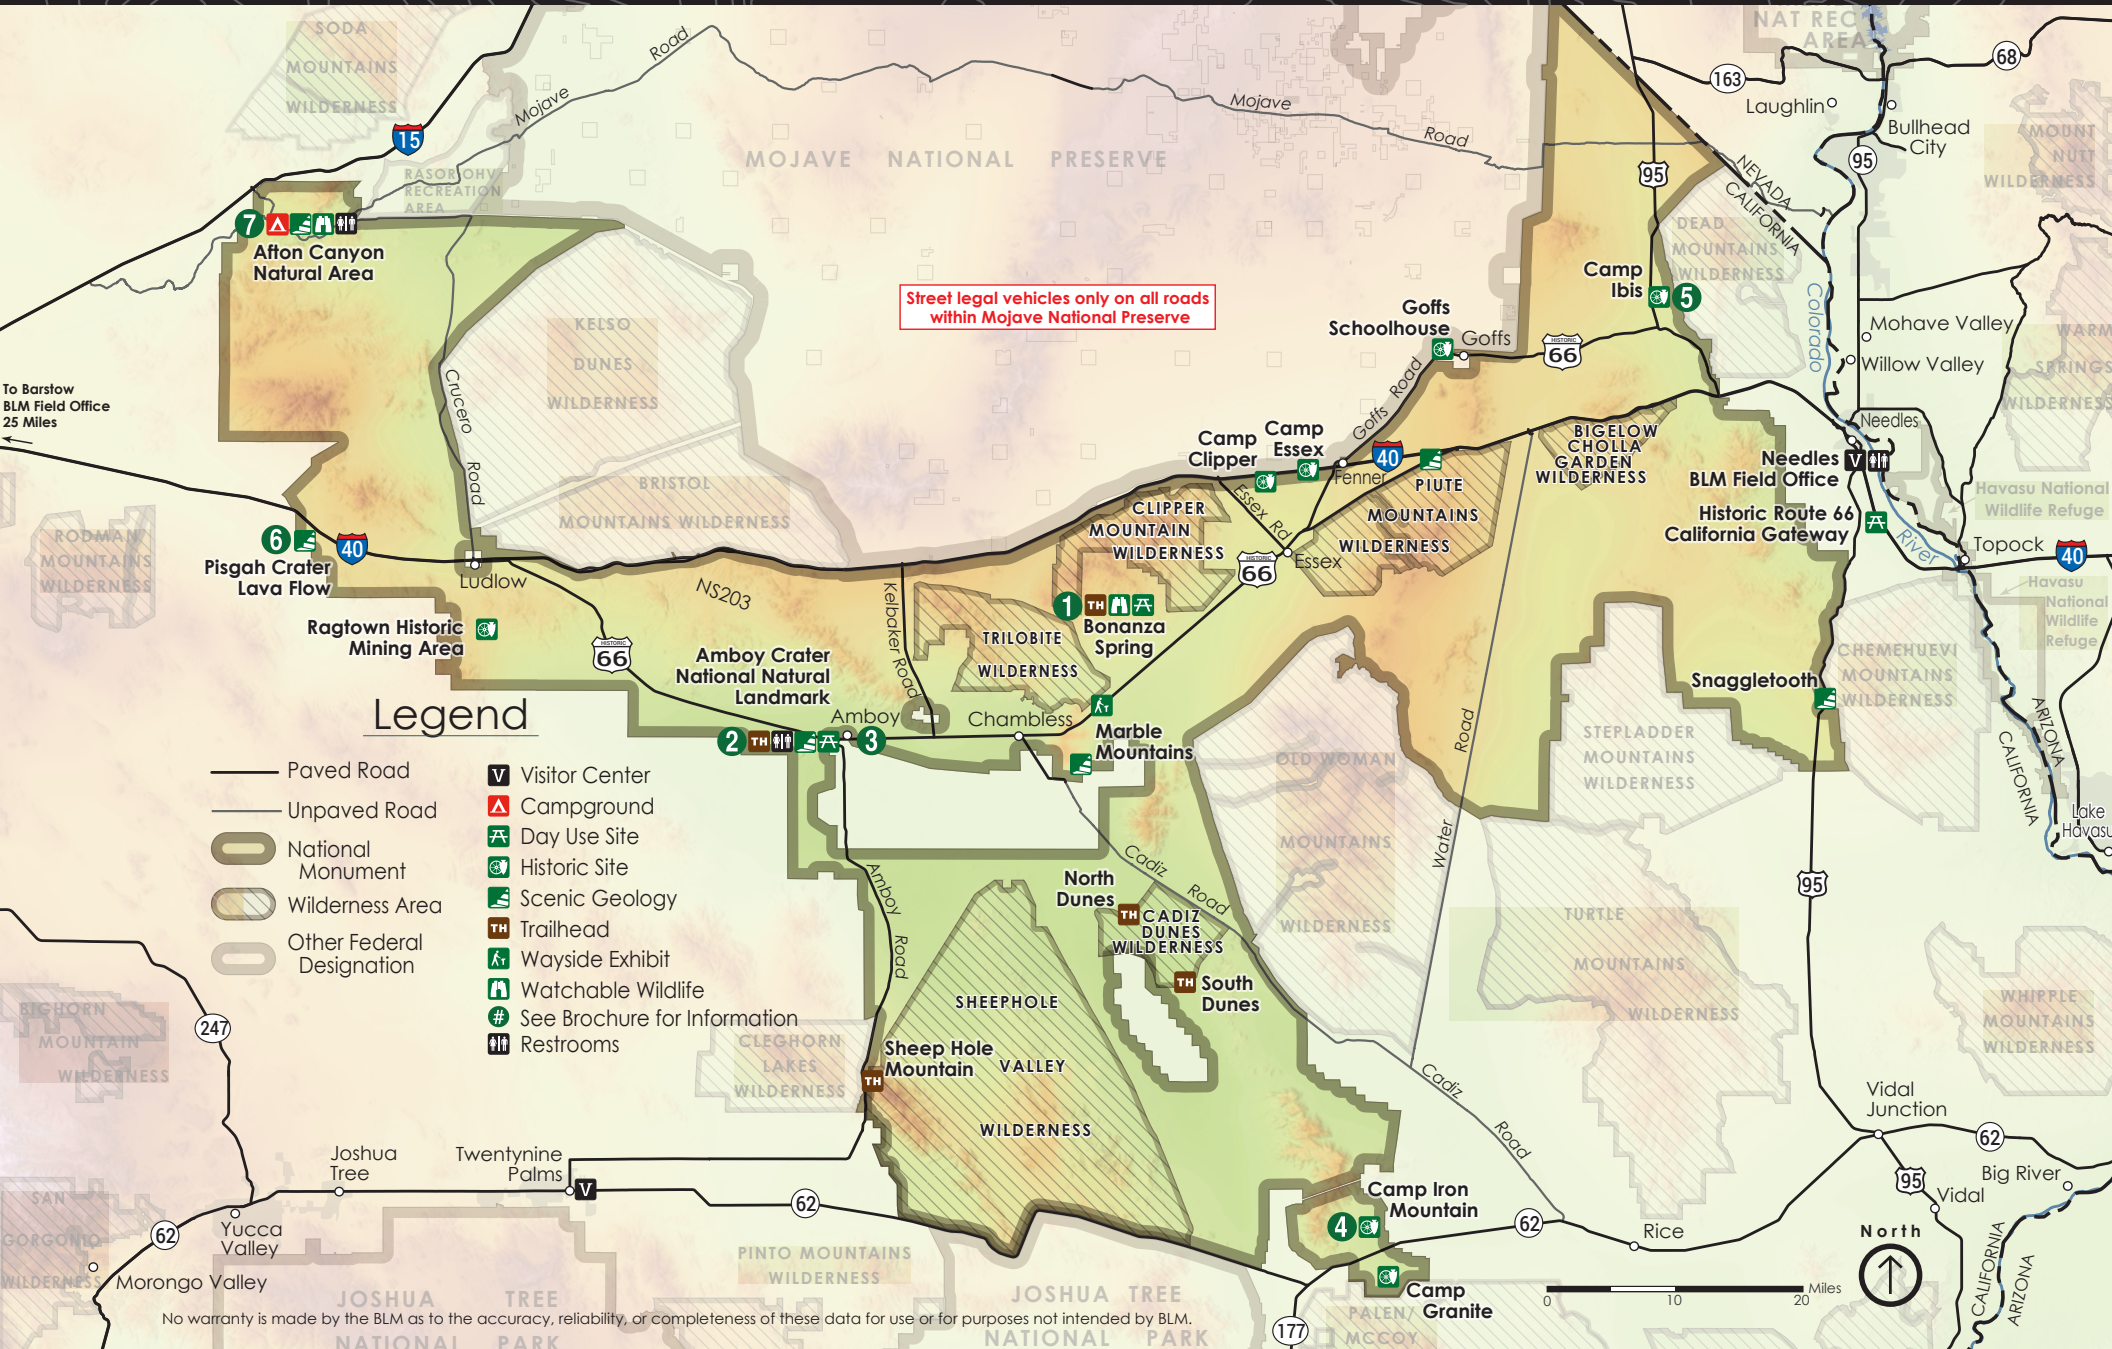 SODA
MOUNTAINS
WILDERNESS
15
Mojave
Road
Mojave
Road
MOJAVE NATIONAL PRESERVE
RASOR OHV
RECREATION
AREA
NAT REC
AREA
163
68
Laughlin
Bullhead
City
95
95
MOUNT
NUTT
WILDERNESS
NEVADA
CALIFORNIA
DEAD
MOUNTAINS
WILDERNESS
7
Afton Canyon
Natural Area
Street legal vehicles only on all roads
within Mojave National Preserve
Camp
Ibis
5
Colorado
Mohave Valley
Willow Valley
WARM
SPRINGS
WILDERNESS
Goffs
Schoolhouse
Goffs
HISTORIC
66
KELSO
DUNES
WILDERNESS
Crucero
Road
To Barstow
BLM Field Office
25 Miles
Goffs Road
Camp
Clipper
Camp
Essex
40
Fenner
Needles
BIGELOW
CHOLLA
GARDEN
WILDERNESS
Needles
BLM Field Office
V
PIUTE
MOUNTAINS
WILDERNESS
Essex Rd
Essex
HISTORIC
66
CLIPPER
MOUNTAIN
WILDERNESS
BRISTOL
MOUNTAINS WILDERNESS
Historic Route 66
California Gateway
Havasu National
Wildlife Refuge
River
Topock
40
Havasu
National
Wildlife
Refuge
RODMAN
MOUNTAINS
WILDERNESS
6
Pisgah Crater
Lava Flow
40
Ludlow
NS203
Kelbaker Road
Ragtown Historic
Mining Area
HISTORIC
66
1
TH
Bonanza
Spring
TRILOBITE
WILDERNESS
Amboy Crater
National Natural
Landmark
Amboy
Chambless
2
TH
3
Marble
Mountains
Snaggletooth
CHEMEHUEVI
MOUNTAINS
WILDERNESS
STEPLADDER
MOUNTAINS
WILDERNESS
OLD WOMAN
MOUNTAINS
WILDERNESS
Water
Road
ARIZONA
CALIFORNIA
Lake
Havasu
Legend
Paved Road
Unpaved Road
National
Monument
Wilderness Area
Other Federal
Designation
V Visitor Center
Campground
Day Use Site
Historic Site
Scenic Geology
TH Trailhead
Wayside Exhibit
Watchable Wildlife
# See Brochure for Information
Restrooms
Amboy
Road
Cadiz
Road
North
Dunes
TH
CADIZ
DUNES
WILDERNESS
TH
South
Dunes
95
TURTLE
MOUNTAINS
WILDERNESS
WHIPPLE
MOUNTAINS
WILDERNESS
BIGHORN
MOUNTAIN
WILDERNESS
247
CLEGHORN
LAKES
WILDERNESS
Sheep Hole
Mountain
TH
SHEEPHOLE
VALLEY
WILDERNESS
Cadiz
Road
Vidal
Junction
62
Big River
95
Vidal
Joshua
Tree
Twentynine
Palms
V
62
SAN
GORGONIO
WILDERNESS
62
Yucca
Valley
Morongo Valley
Camp Iron
Mountain
4
62
Rice
Camp
Granite
PINTO MOUNTAINS
WILDERNESS
JOSHUA TREE
NATIONAL PARK
JOSHUA TREE
NATIONAL PARK
PALEN/
MCCOY
177
North
0 10 20 Miles
CALIFORNIA
ARIZONA
No warranty is made by the BLM as to the accuracy, reliability, or completeness of these data for use or for purposes not intended by BLM.